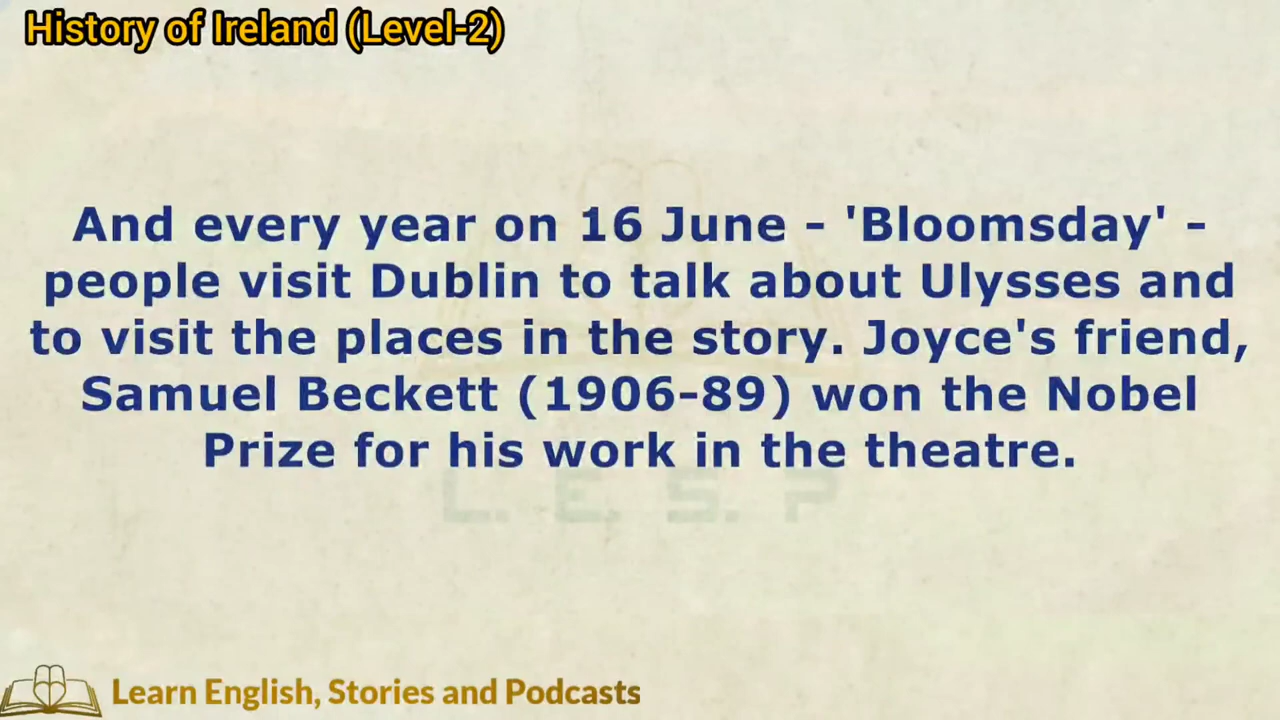 History of Ireland (Level-2)
And every year on 16 June - 'Bloomsday' -
people visit Dublin to talk about Ulysses and
to visit the places in the story. Joyce's friend,
Samuel Beckett (1906-89) won the Nobel
Prize for his work in the theatre.
L. E. S. P
Learn English, Stories and Podcasts